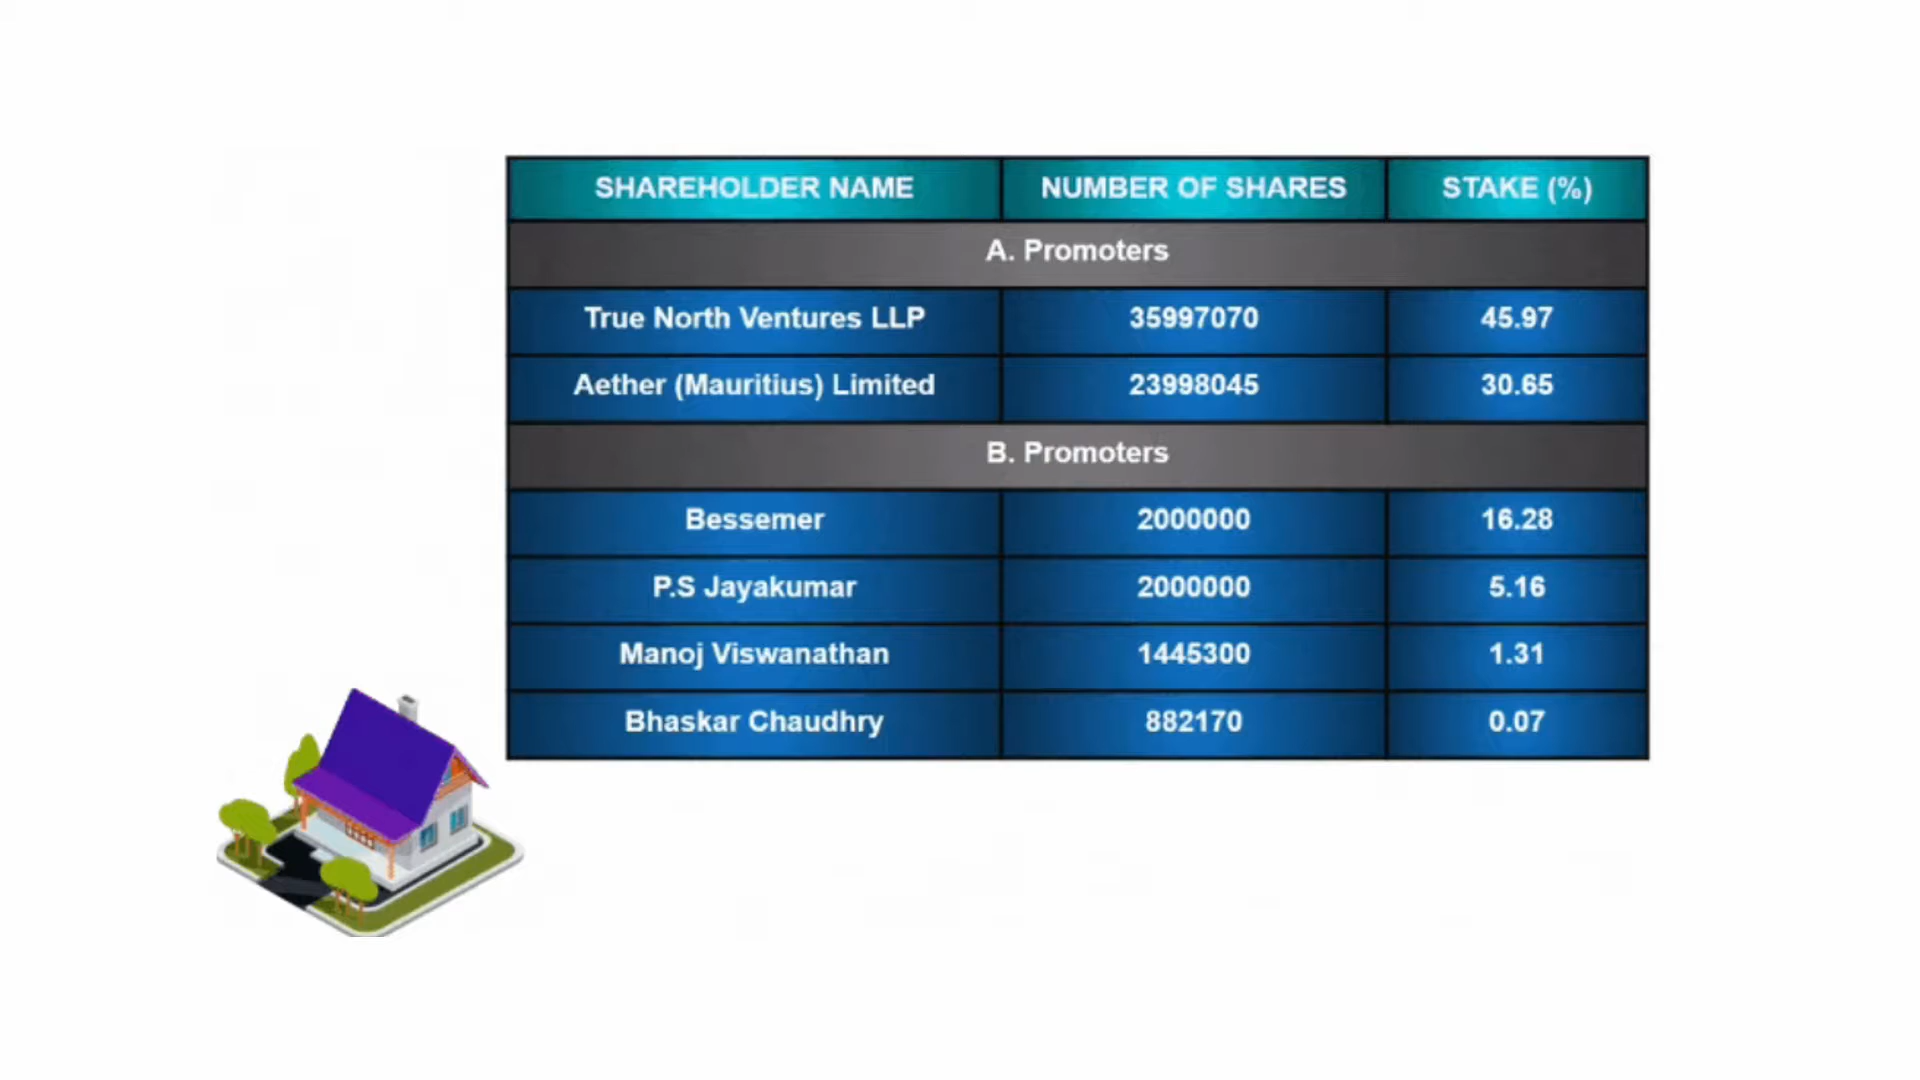 SHAREHOLDER NAME NUMBER OF SHARES STAKE (%)
A. Promoters
True North Ventures LLP 35997070 45.97
Aether (Mauritius) Limited 23998045 30.65
B. Promoters
Bessemer 2000000 16.28
P.S Jayakumar 2000000 5.16
Manoj Viswanathan 1445300 1.31
Bhaskar Chaudhry 882170 0.07